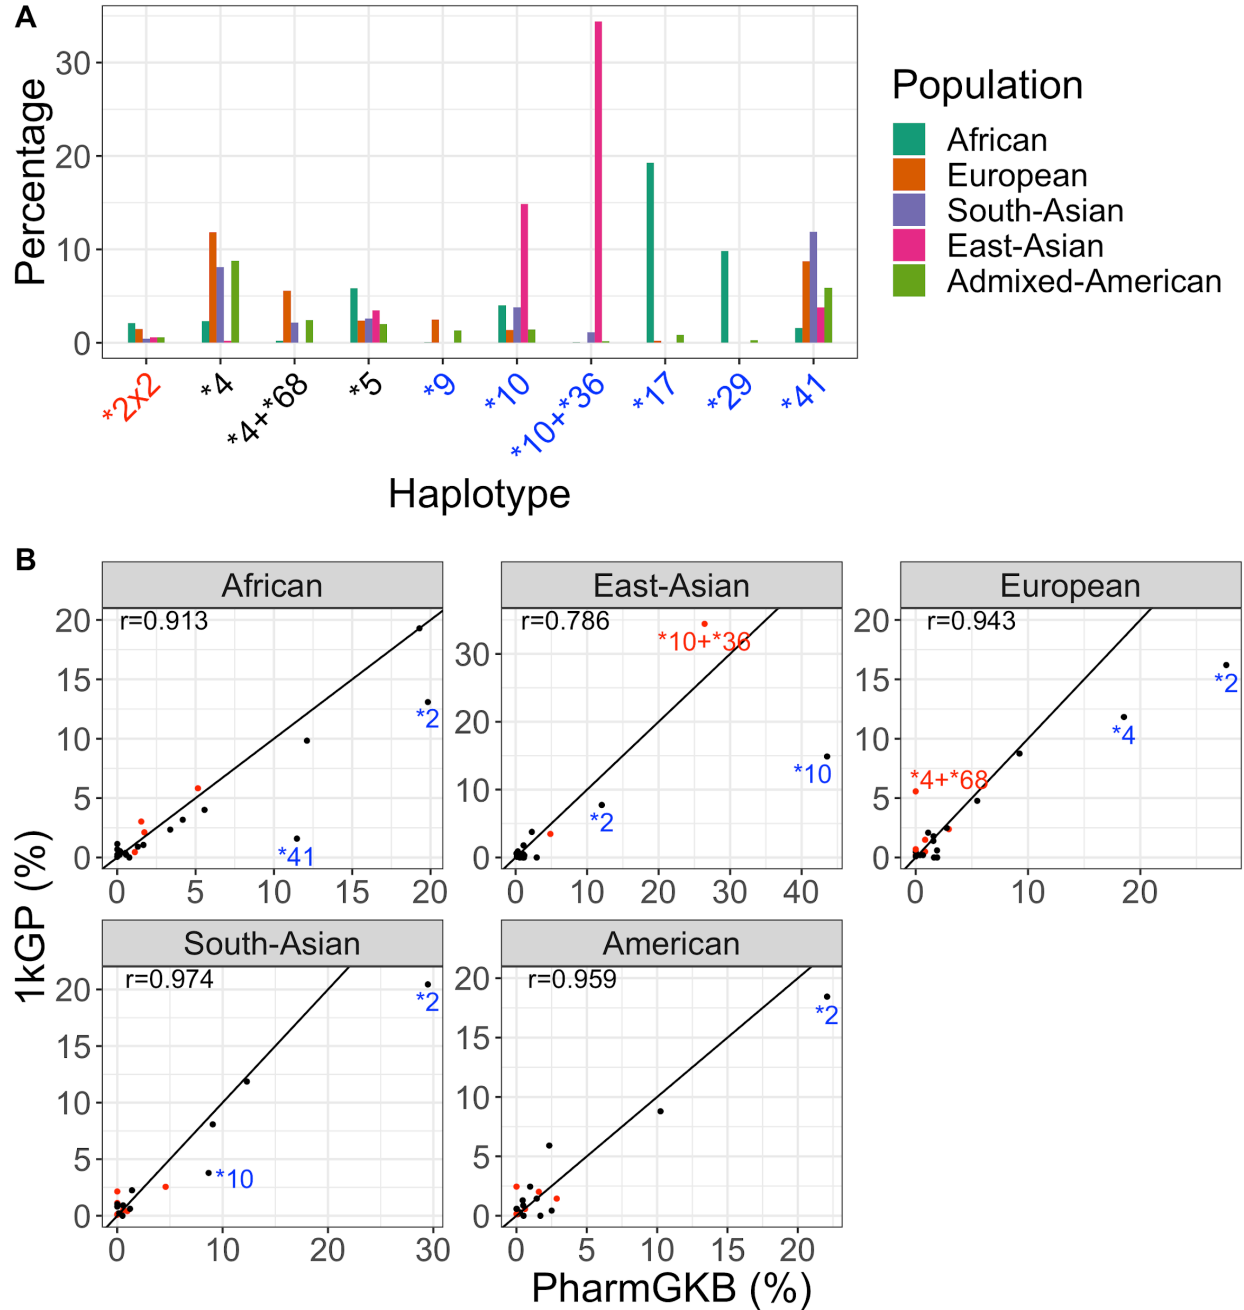 A
Percentage
30
20
10
0
*2x2
*4
*4+*68
*5
*9
*10
*10+*36
*17
*29
*41
Haplotype
Population
African
European
South-Asian
East-Asian
Admixed-American
B
1kGP (%)
African
r=0.913
20
15
10
5
0
*2
*41
0 5 10 15 20
East-Asian
r=0.786
30
20
10
0
*10+*36
*10
*2
0 10 20 30 40
European
r=0.943
20
15
10
5
0
*2
*4
*4+*68
0 10 20
South-Asian
r=0.974
20
15
10
5
0
*2
*10
0 10 20 30
American
r=0.959
20
15
10
5
0
*2
0 5 10 15 20
PharmGKB (%)